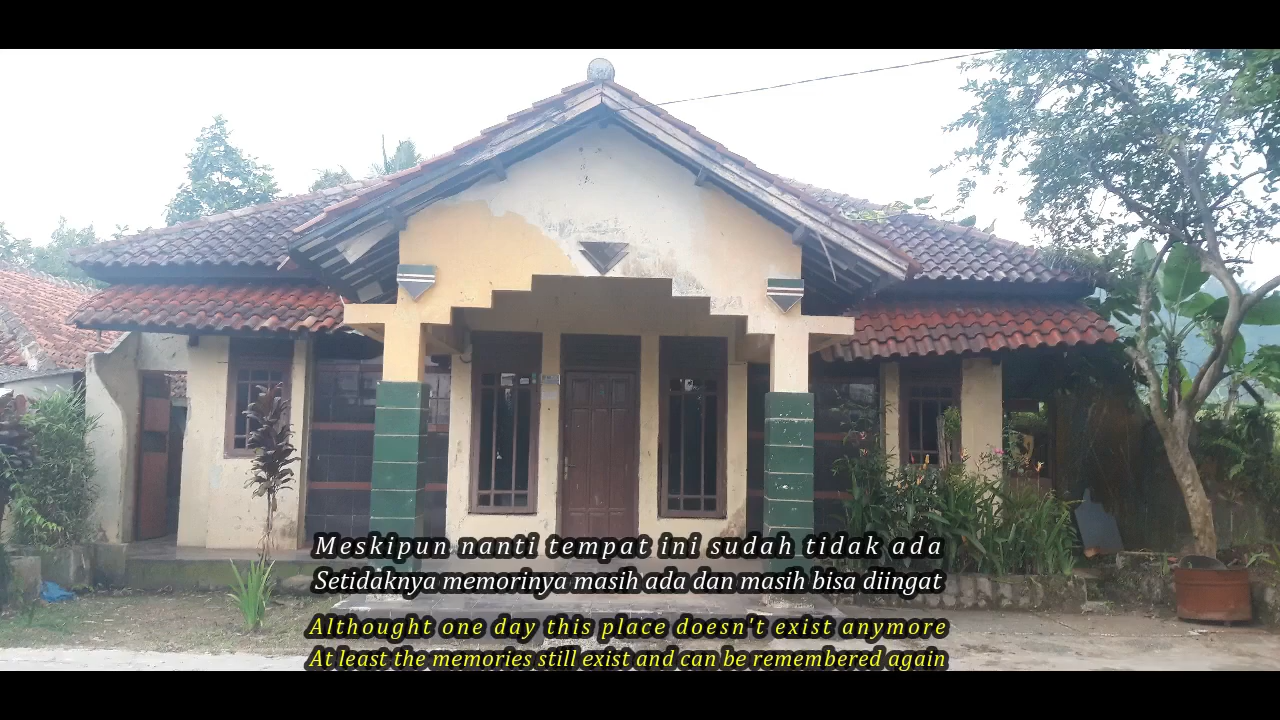 Meskipun nanti tempat ini sudah tidak ada
Setidaknya memorinya masih ada dan masih bisa diingat
Althought one day this place doesn't exist anymore
At least the memories still exist and can be remembered again